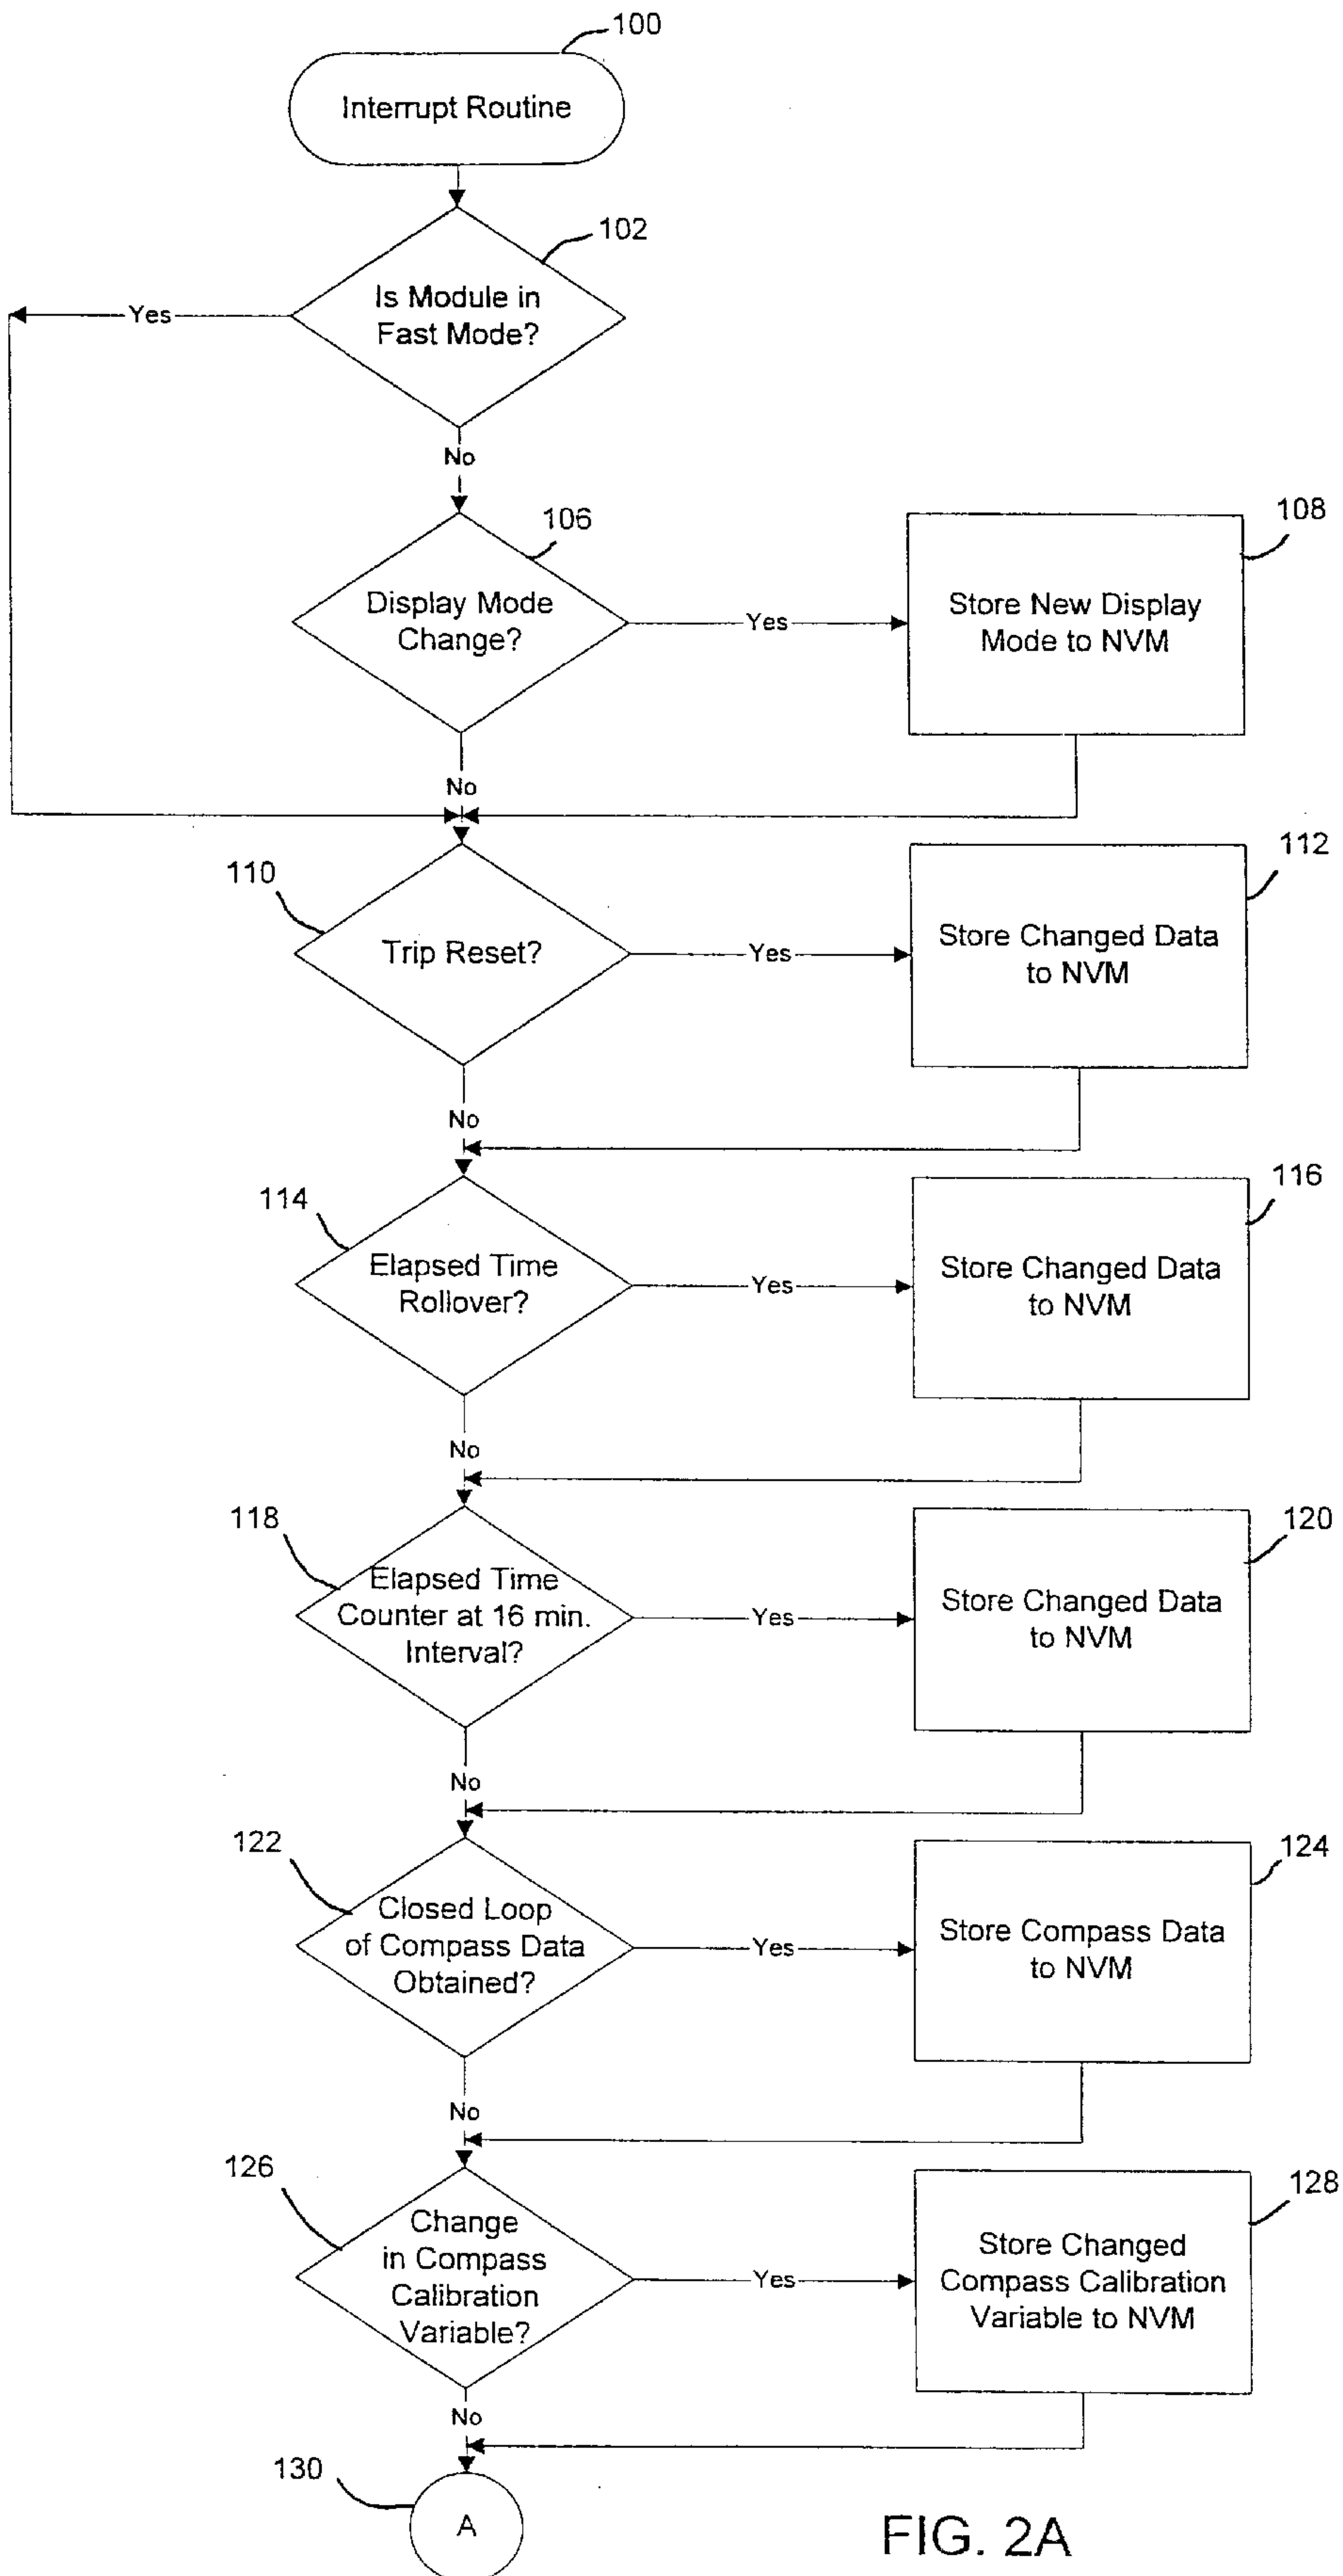 100
Interrupt Routine
102
Is Module in
Fast Mode?
Yes
No
106
108
Display Mode
Change?
Yes
Store New Display
Mode to NVM
No
110
112
Trip Reset?
Yes
Store Changed Data
to NVM
No
114
116
Elapsed Time
Rollover?
Yes
Store Changed Data
to NVM
No
118
120
Elapsed Time
Counter at 16 min.
Interval?
Yes
Store Changed Data
to NVM
No
122
124
Closed Loop
of Compass Data
Obtained?
Yes
Store Compass Data
to NVM
No
126
128
Change
in Compass
Calibration
Variable?
Yes
Store Changed
Compass Calibration
Variable to NVM
No
130
A
FIG. 2A